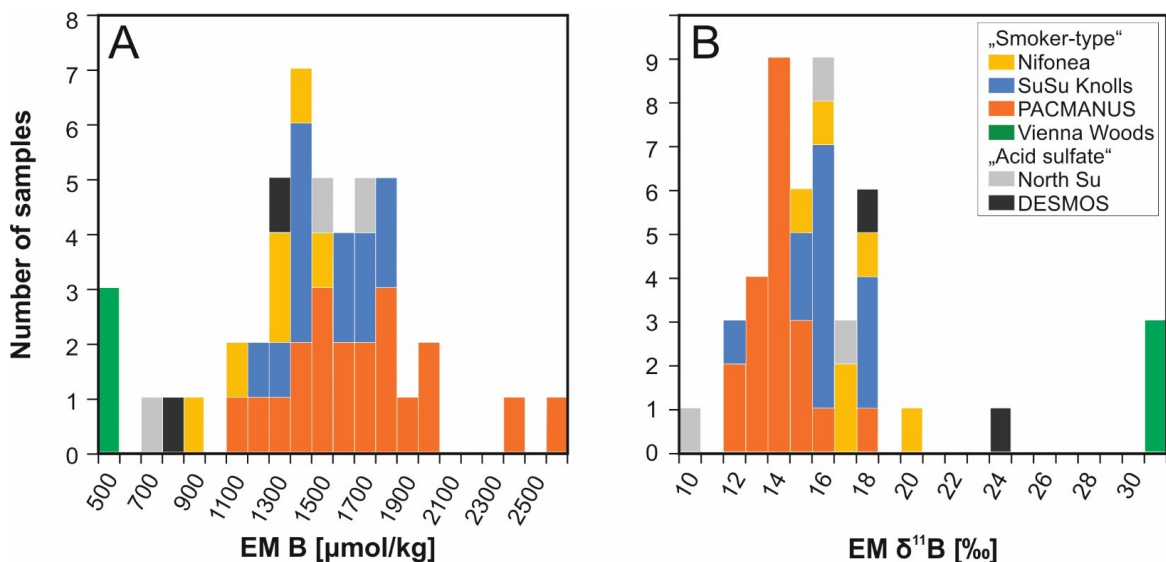 A
Number of samples
8
7
6
5
4
3
2
1
0
500 700 900 1100 1300 1500 1700 1900 2100 2300 2500
EM B [µmol/kg]
B
9
8
7
6
5
4
3
2
1
0
10 12 14 16 18 20 22 24 26 28 30
EM δ¹¹B [‰]
„Smoker-type“
Nifonea
SuSu Knolls
PACMANUS
Vienna Woods
„Acid sulfate“
North Su
DESMOS